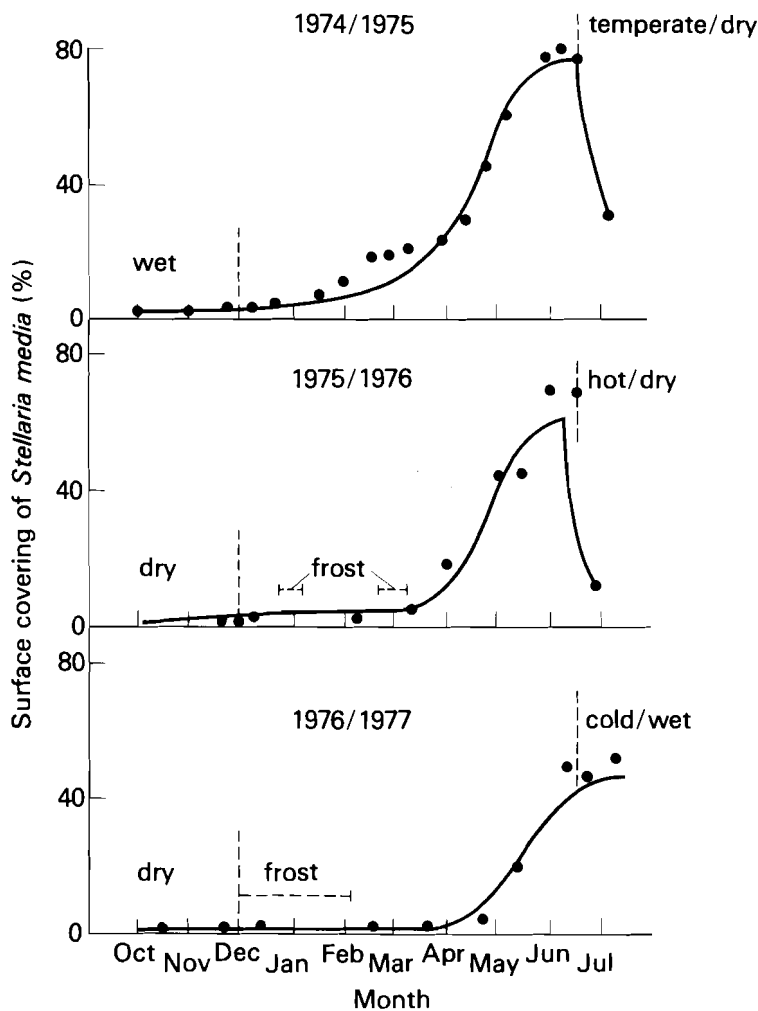 1974/1975 temperate/dry
80
40
wet
0
80
1975/1976 hot/dry
40
dry frost
0
80
1976/1977 cold/wet
40
dry frost
0
Oct Nov Dec Jan Feb Mar Apr May Jun Jul
Month
Surface covering of Stellaria media (%)